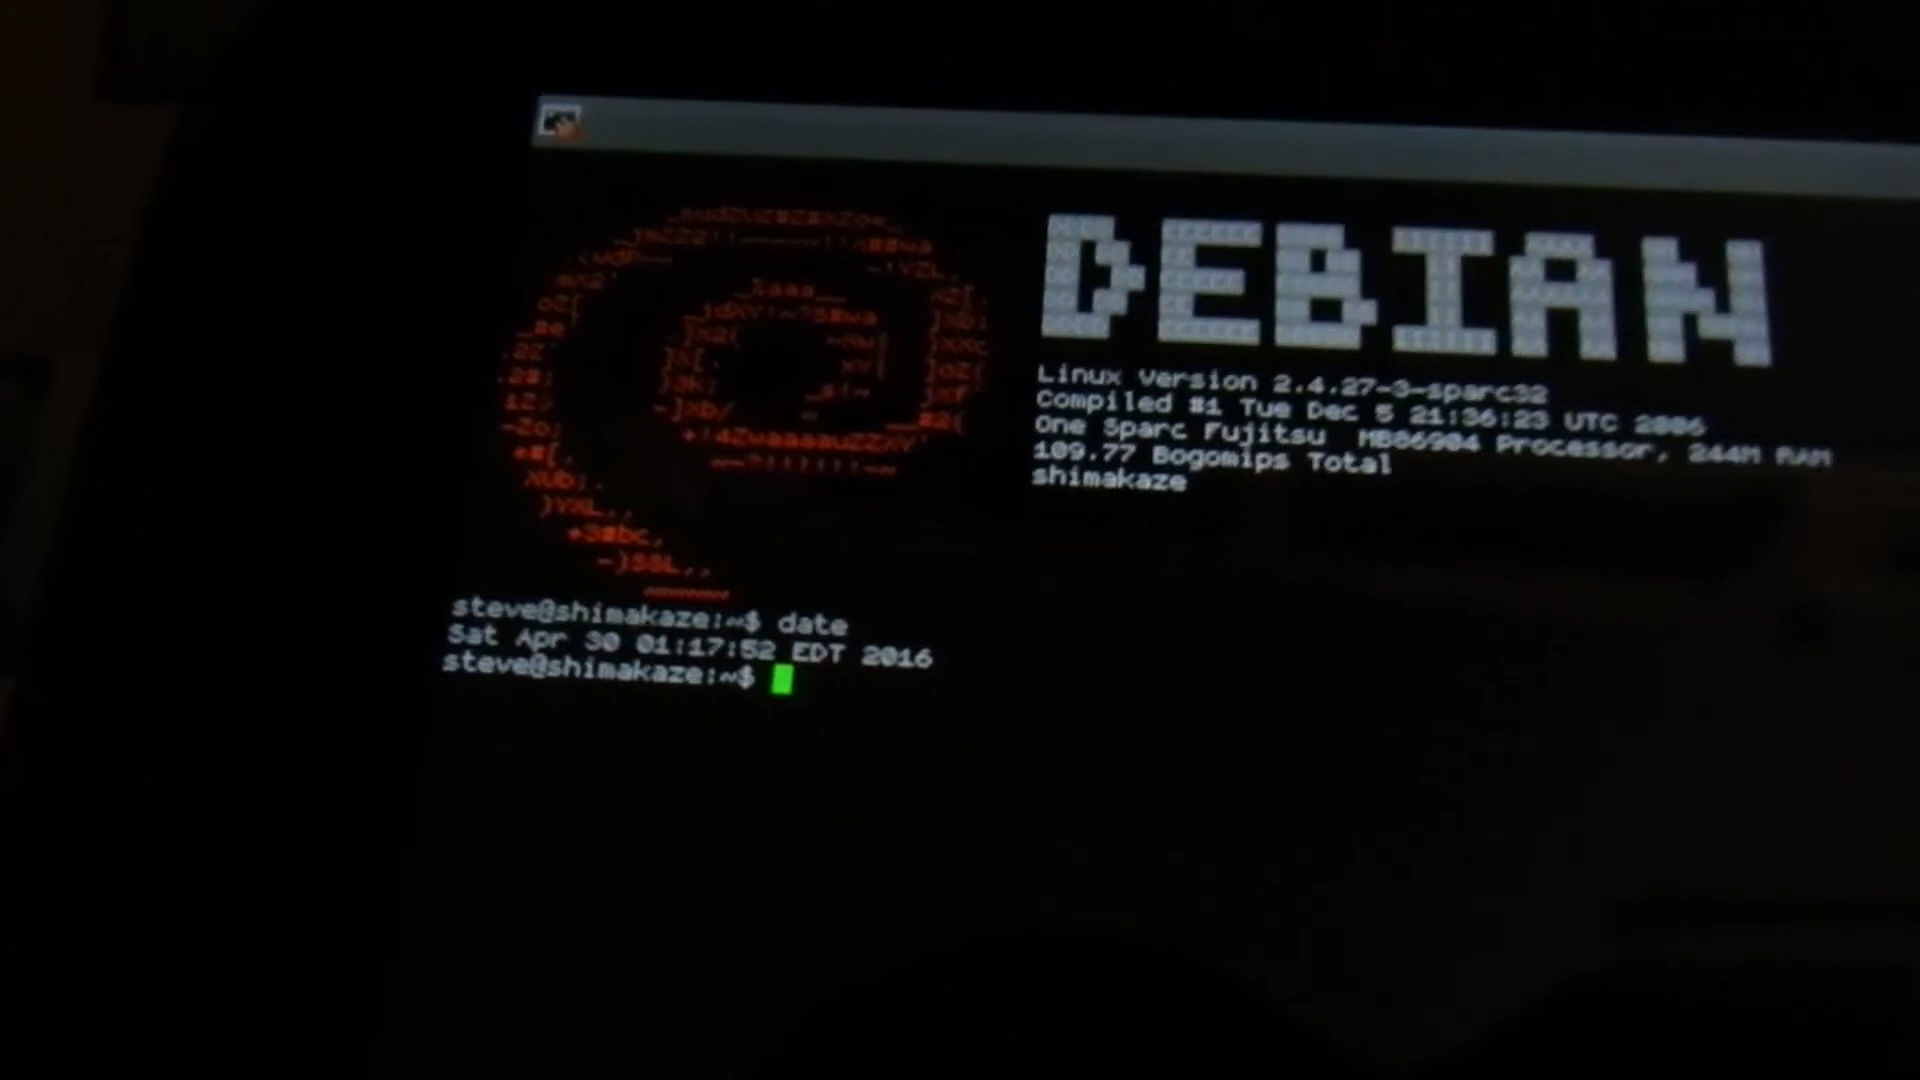 DEBIAN
Linux Version 2.4.27-3-sparc32
Compiled #1 Tue Dec 5 21:36:23 UTC 2006
One Sparc Fujitsu  MB86904 Processor, 244M RAM
109.77 Bogomips Total
shimakaze
steve@shimakaze:~$ date
Sat Apr 30 01:17:52 EDT 2016
steve@shimakaze:~$